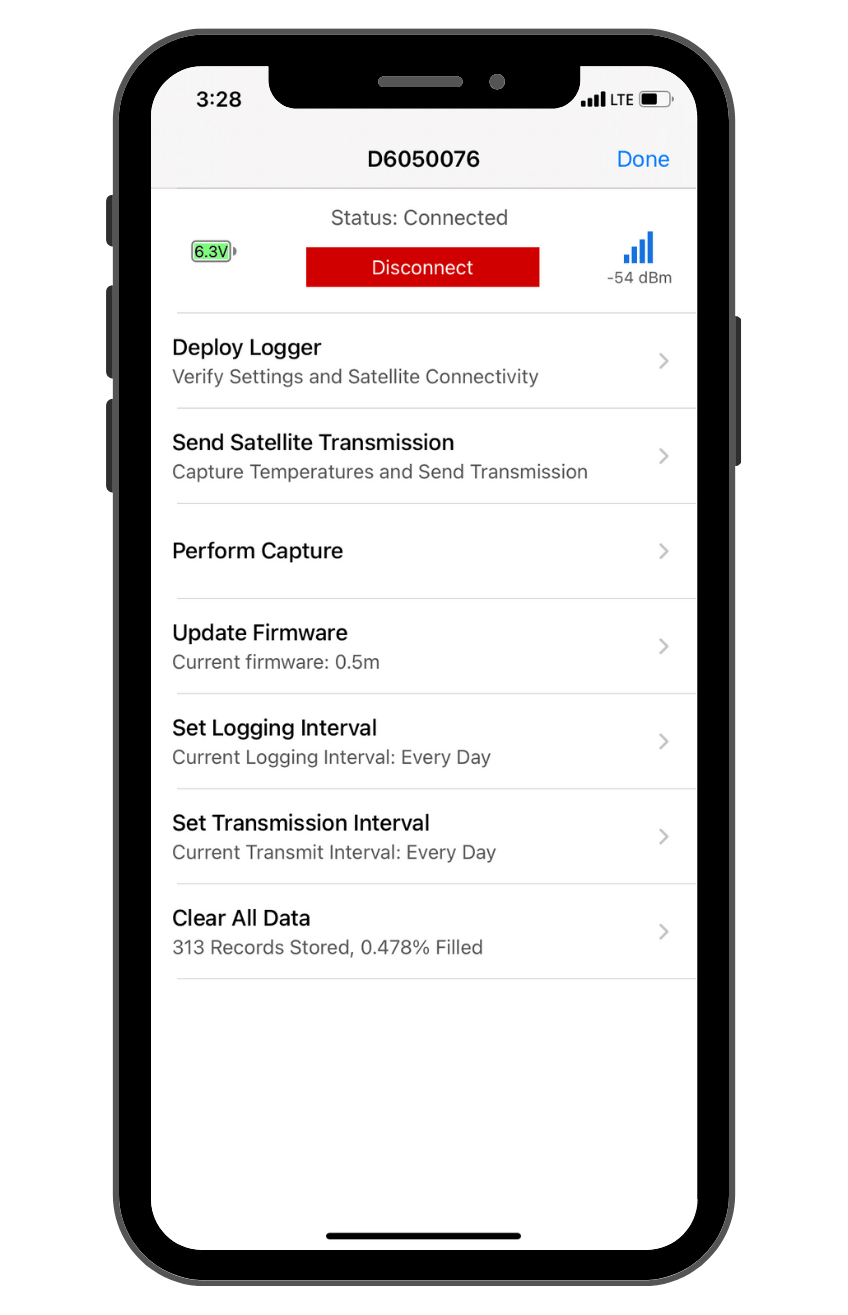 3:28
LTE
D6050076
Done
Status: Connected
6.3V
Disconnect
-54 dBm
Deploy Logger
Verify Settings and Satellite Connectivity
Send Satellite Transmission
Capture Temperatures and Send Transmission
Perform Capture
Update Firmware
Current firmware: 0.5m
Set Logging Interval
Current Logging Interval: Every Day
Set Transmission Interval
Current Transmit Interval: Every Day
Clear All Data
313 Records Stored, 0.478% Filled